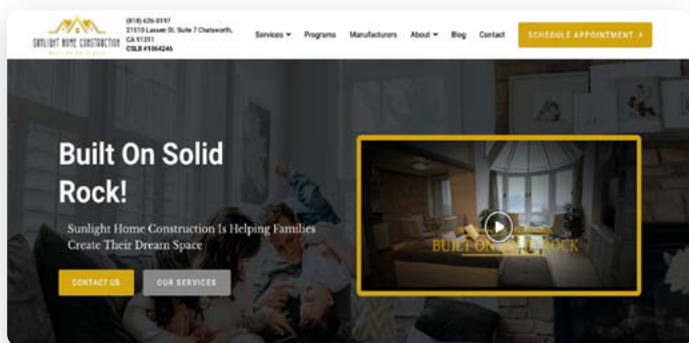 (818) 626-0197
21610 Lassen St. Suite 7 Chatsworth,
CA 91311
CSLB #1064246
SUNLIGHT HOME CONSTRUCTION
Services
Programs
Manufacturers
About
Blog
Contact
SCHEDULE APPOINTMENT
Built On Solid
Rock!
Sunlight Home Construction Is Helping Families
Create Their Dream Space
CONTACT US
OUR SERVICES
BUILT ON SOLID ROCK